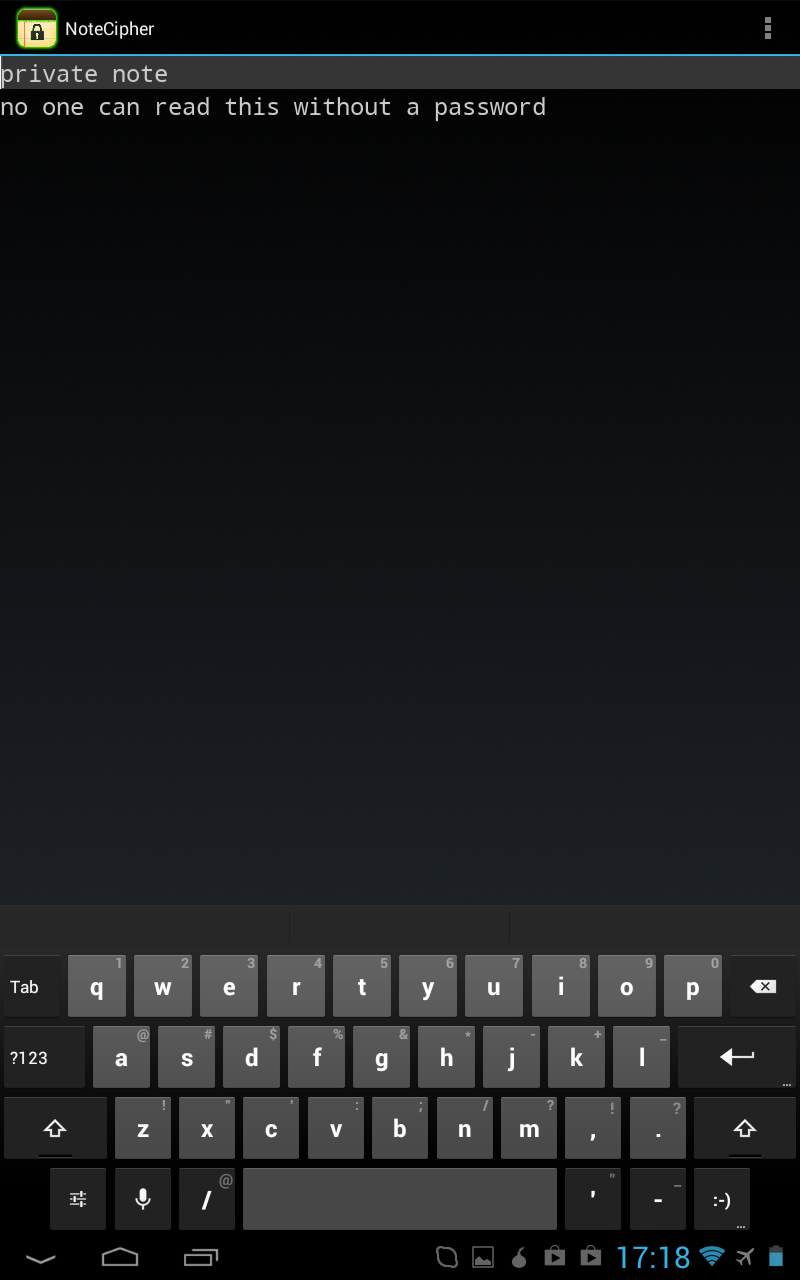 NoteCipher
private note
no one can read this without a password
Tab q 1 w 2 e 3 r 4 t 5 y 6 u 7 i 8 o 9 p 0
?123 a @ s # d $ f % g & h * j - k + l _ ...
z ! x " c ' v : b ; n / m ? , ! . ?
/ @ ' " - _ :-) ...
17:18